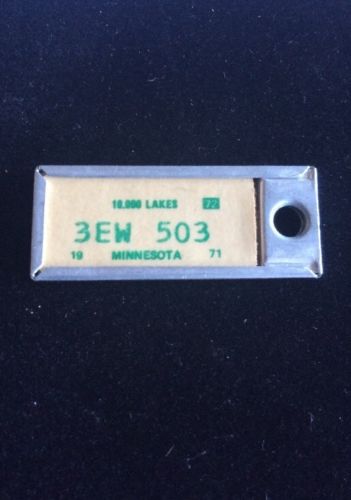 10,000 LAKES 72
3EW 503
19 MINNESOTA 71